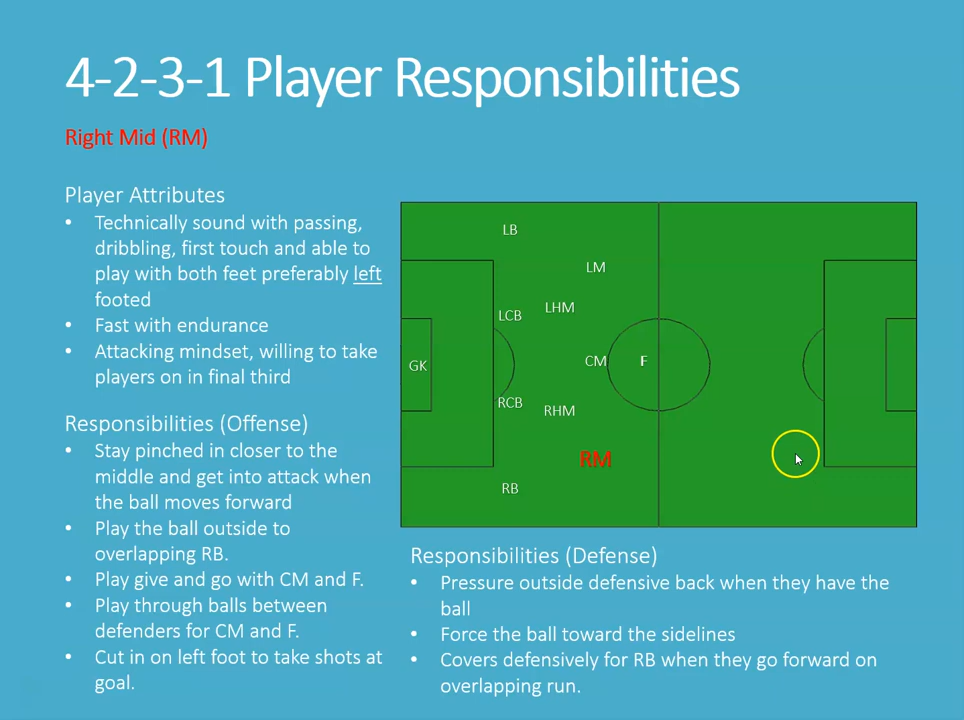 4-2-3-1 Player Responsibilities
Right Mid (RM)
Player Attributes
• Technically sound with passing,
dribbling, first touch and able to
play with both feet preferably left
footed
• Fast with endurance
• Attacking mindset, willing to take
players on in final third
Responsibilities (Offense)
• Stay pinched in closer to the
middle and get into attack when
the ball moves forward
• Play the ball outside to
overlapping RB.
• Play give and go with CM and F.
• Play through balls between
defenders for CM and F.
• Cut in on left foot to take shots at
goal.
LB
LM
LHM
LCB
GK
CM
F
RCB
RHM
RM
RB
Responsibilities (Defense)
• Pressure outside defensive back when they have the
ball
• Force the ball toward the sidelines
• Covers defensively for RB when they go forward on
overlapping run.